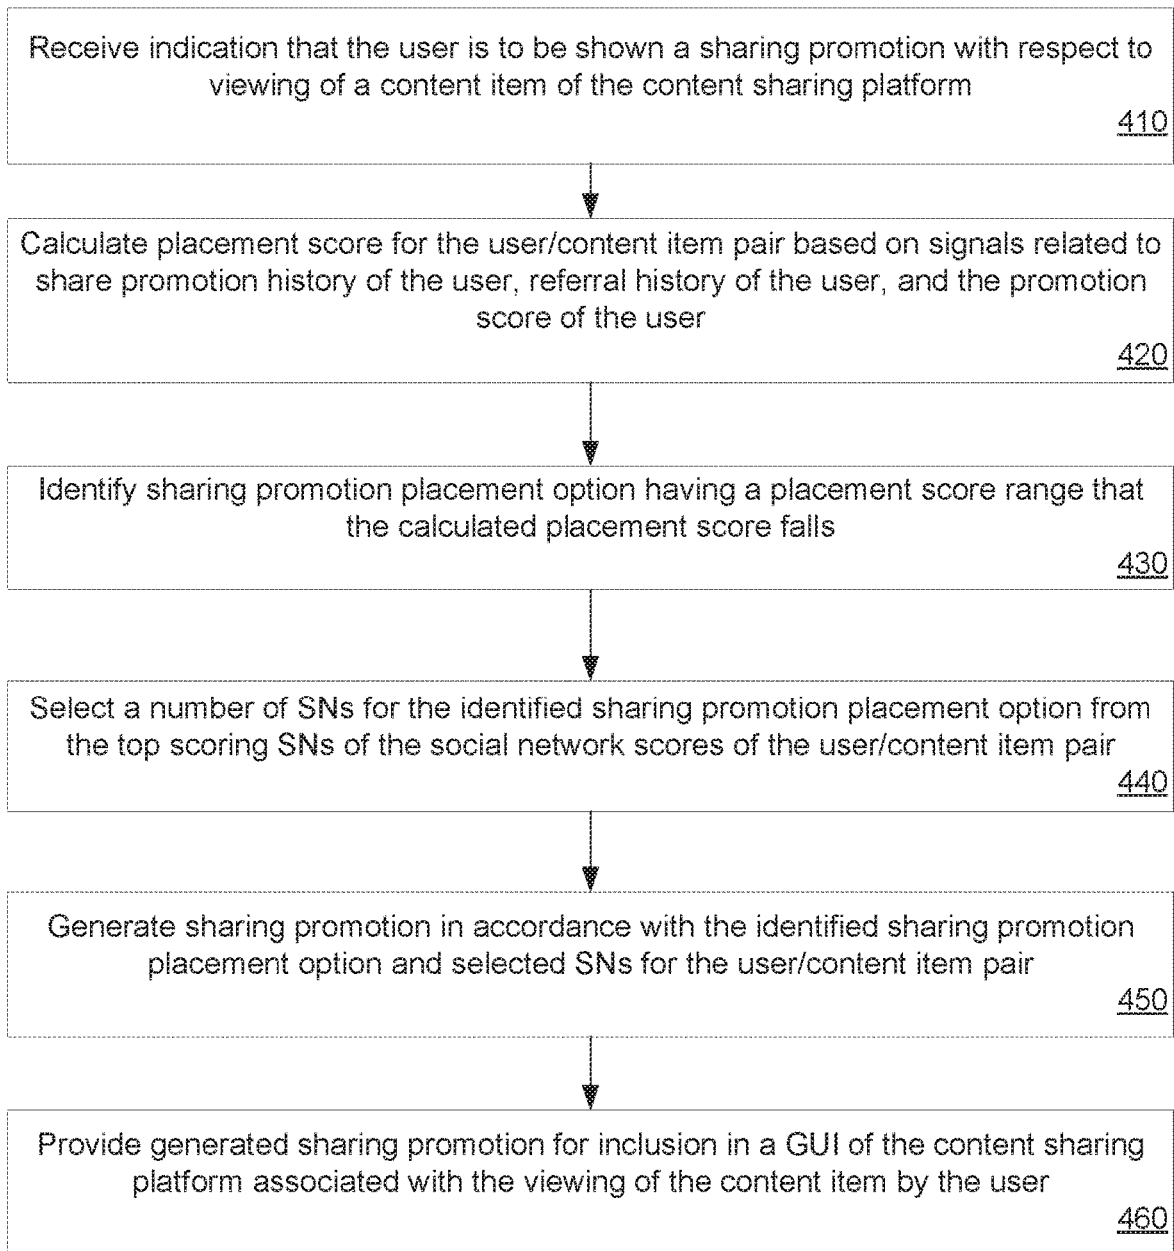 Receive indication that the user is to be shown a sharing promotion with respect to
viewing of a content item of the content sharing platform
410
Calculate placement score for the user/content item pair based on signals related to
share promotion history of the user, referral history of the user, and the promotion
score of the user
420
Identify sharing promotion placement option having a placement score range that
the calculated placement score falls
430
Select a number of SNs for the identified sharing promotion placement option from
the top scoring SNs of the social network scores of the user/content item pair
440
Generate sharing promotion in accordance with the identified sharing promotion
placement option and selected SNs for the user/content item pair
450
Provide generated sharing promotion for inclusion in a GUI of the content sharing
platform associated with the viewing of the content item by the user
460